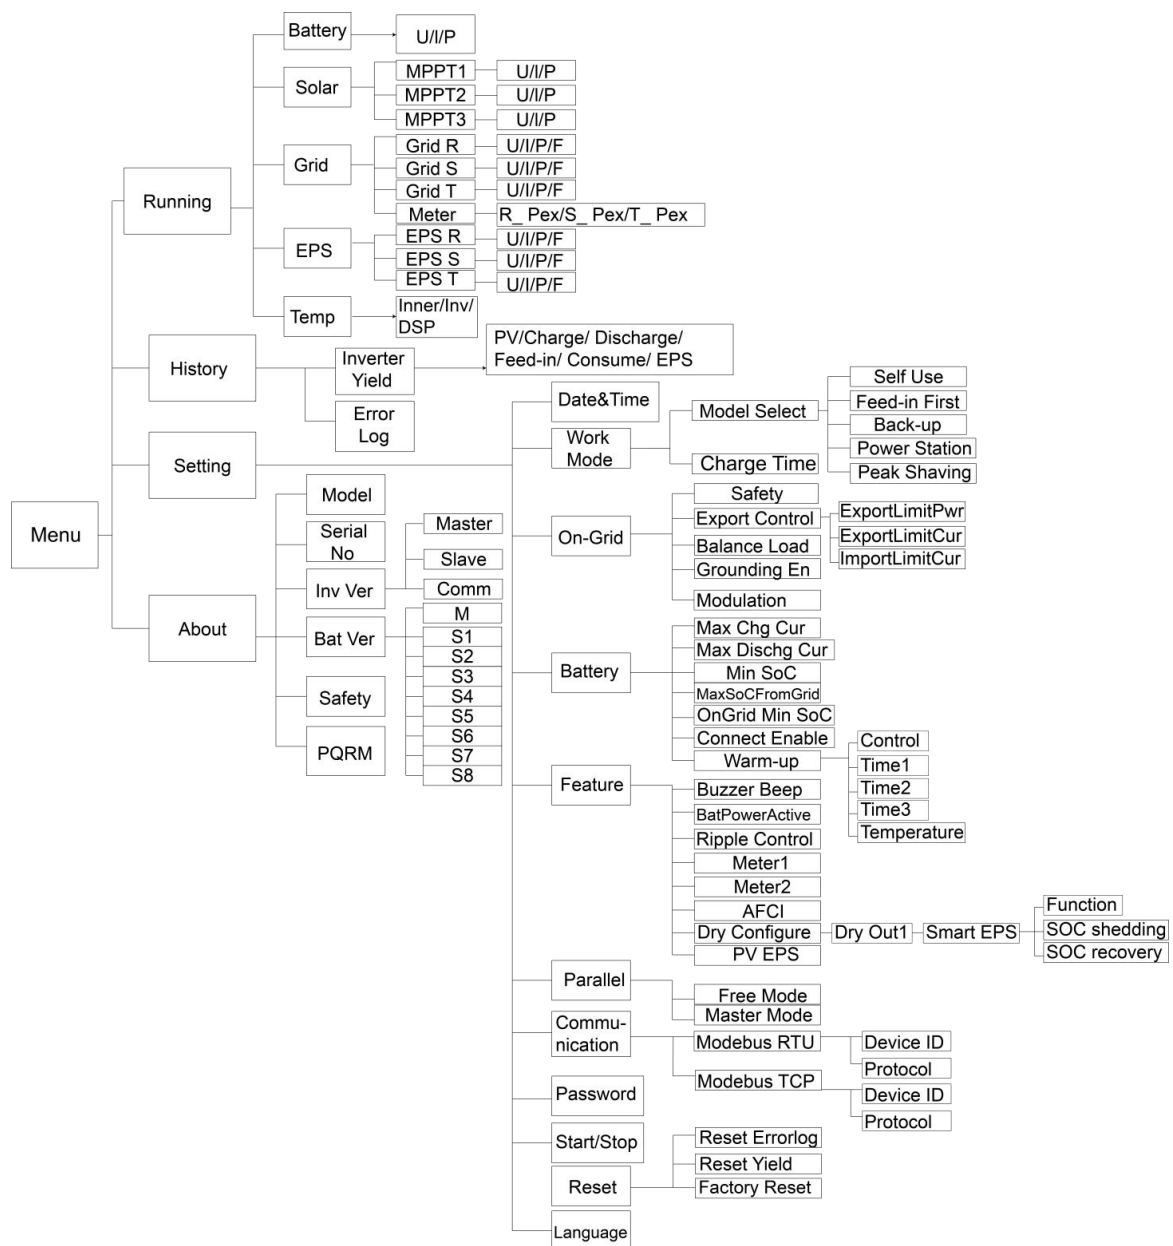 Menu
Running
Battery
U/I/P
Solar
MPPT1
U/I/P
MPPT2
U/I/P
MPPT3
U/I/P
Grid
Grid R
U/I/P/F
Grid S
U/I/P/F
Grid T
U/I/P/F
Meter
R_ Pex/S_ Pex/T_ Pex
EPS
EPS R
U/I/P/F
EPS S
U/I/P/F
EPS T
U/I/P/F
Temp
Inner/Inv/
DSP
History
Inverter
Yield
PV/Charge/ Discharge/
Feed-in/ Consume/ EPS
Error
Log
Setting
Date&Time
Work
Mode
Model Select
Self Use
Feed-in First
Back-up
Power Station
Peak Shaving
Charge Time
On-Grid
Safety
Export Control
ExportLimitPwr
ExportLimitCur
ImportLimitCur
Balance Load
Grounding En
Modulation
Battery
Max Chg Cur
Max Dischg Cur
Min SoC
MaxSoCFromGrid
OnGrid Min SoC
Connect Enable
Warm-up
Control
Time1
Time2
Time3
Temperature
Feature
Buzzer Beep
BatPowerActive
Ripple Control
Meter1
Meter2
AFCI
Dry Configure
Dry Out1
Smart EPS
Function
SOC shedding
SOC recovery
PV EPS
Parallel
Free Mode
Master Mode
Commu-
nication
Modebus RTU
Device ID
Protocol
Modebus TCP
Device ID
Protocol
Password
Start/Stop
Reset
Reset Errorlog
Reset Yield
Factory Reset
Language
About
Model
Serial
No
Inv Ver
Master
Slave
Comm
Bat Ver
M
S1
S2
S3
S4
S5
S6
S7
S8
Safety
PQRM